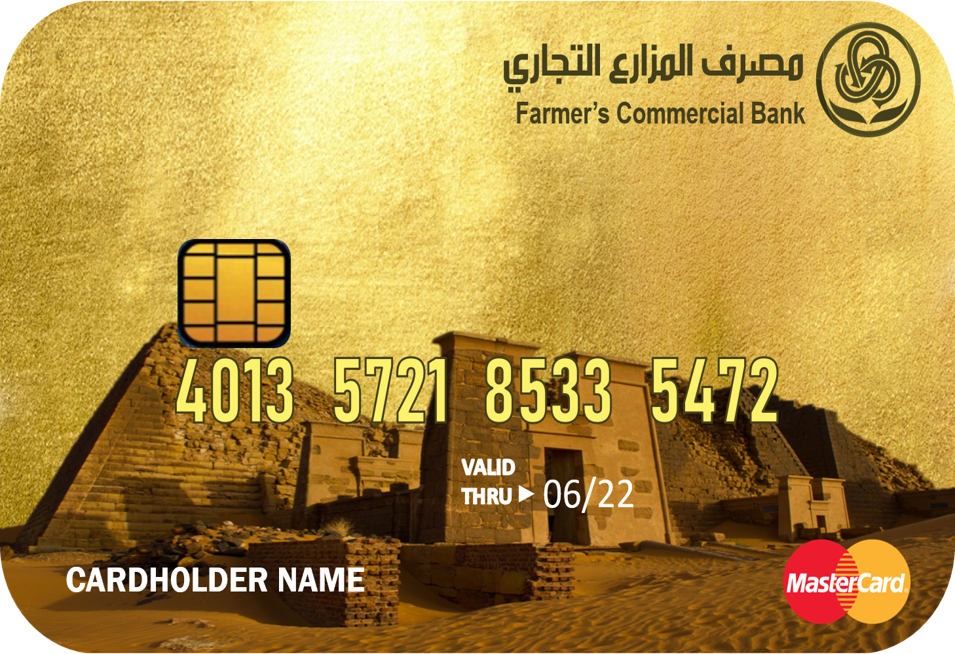 مصرف المزارع التجاري
Farmer's Commercial Bank
4013 5721 8533 5472
VALID
THRU 06/22
CARDHOLDER NAME
MasterCard